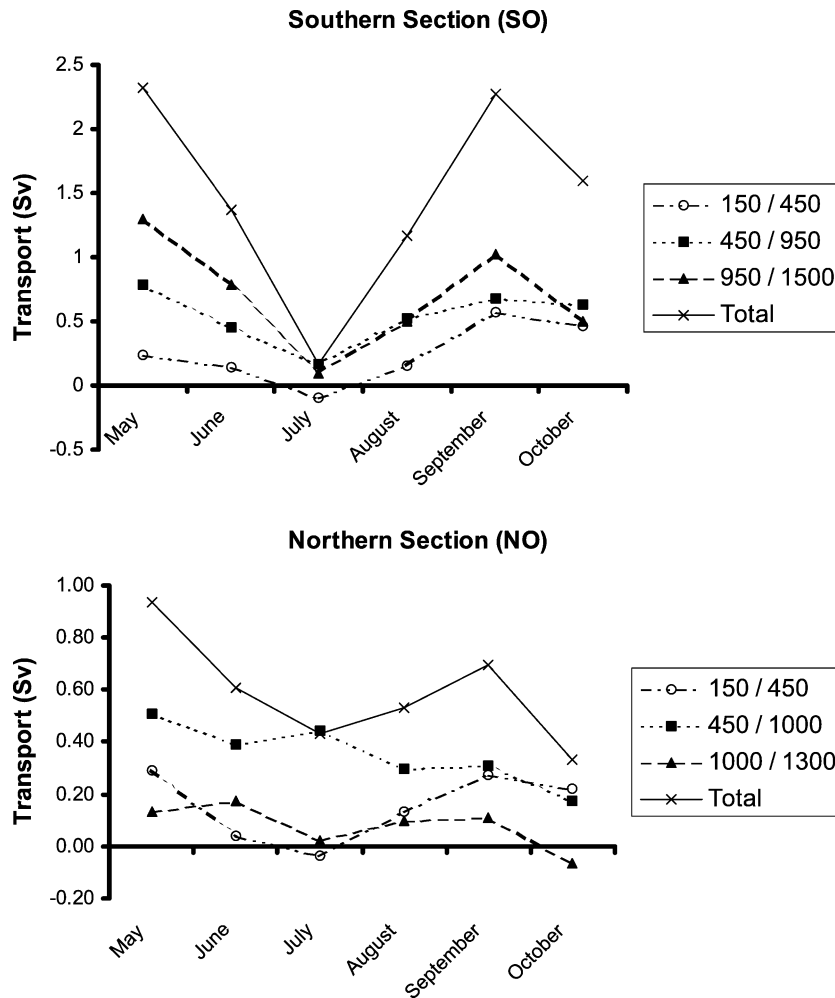 Southern Section (SO)
Transport (Sv)
2.5
2
1.5
1
0.5
0
-0.5
May
June
July
August
September
October
150 / 450
450 / 950
950 / 1500
Total
Northern Section (NO)
Transport (Sv)
1.00
0.80
0.60
0.40
0.20
0.00
-0.20
May
June
July
August
September
October
150 / 450
450 / 1000
1000 / 1300
Total